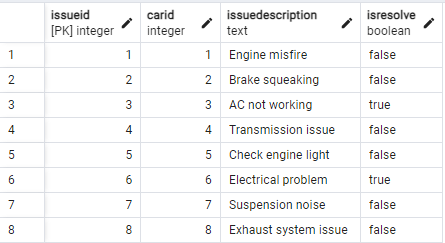 issueid carid issuedescription isresolve
[PK] integer integer text boolean
1 1 1 Engine misfire false
2 2 2 Brake squeaking false
3 3 3 AC not working true
4 4 4 Transmission issue false
5 5 5 Check engine light false
6 6 6 Electrical problem true
7 7 7 Suspension noise false
8 8 8 Exhaust system issue false